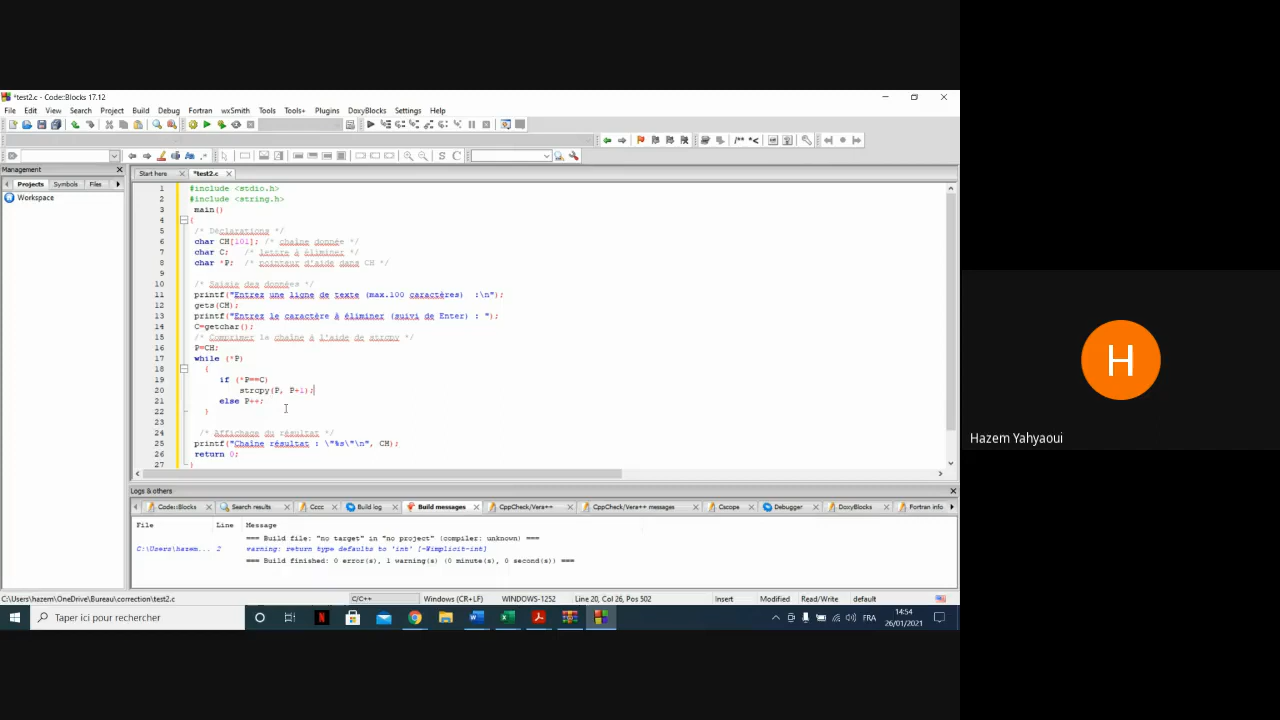 *test2.c - Code::Blocks 17.12
File Edit View Search Project Build Debug Fortran wxSmith Tools Tools+ Plugins DoxyBlocks Settings Help
Management
Start here *test2.c
Projects Symbols Files
Workspace
1 #include <stdio.h>
2 #include <string.h>
3 main()
4 {
5 /* Déclarations */
6 char CH[101]; /* chaîne donnée */
7 char C; /* lettre à éliminer */
8 char *P; /* pointeur d'aide dans CH */
9
10 /* Saisie des données */
11 printf("Entrez une ligne de texte (max.100 caractères) :\n");
12 gets(CH);
13 printf("Entrez le caractère à éliminer (suivi de Enter) : ");
14 C=getchar();
15 /* Comprimer la chaîne à l'aide de strcpy */
16 P=CH;
17 while (*P)
18 {
19 if (*P==C)
20 strcpy(P, P+1);
21 else P++;
22 }
23
24 /* Affichage du résultat */
25 printf("Chaîne résultat : \"%s\"\n", CH);
26 return 0;
27 }
Logs & others
Code::Blocks Search results Cccc Build log Build messages CppCheck/Vera++ CppCheck/Vera++ messages Cscope Debugger DoxyBlocks Fortran info
File Line Message
=== Build file: "no target" in "no project" (compiler: unknown) ===
C:\Users\hazem... 2 warning: return type defaults to 'int' [-Wimplicit-int]
=== Build finished: 0 error(s), 1 warning(s) (0 minute(s), 0 second(s)) ===
C:\Users\hazem\OneDrive\Bureau\correction\test2.c C/C++ Windows (CR+LF) WINDOWS-1252 Line 20, Col 26, Pos 502 Insert Modified Read/Write default
Taper ici pour rechercher
FRA
14:54
26/01/2021
H
Hazem Yahyaoui